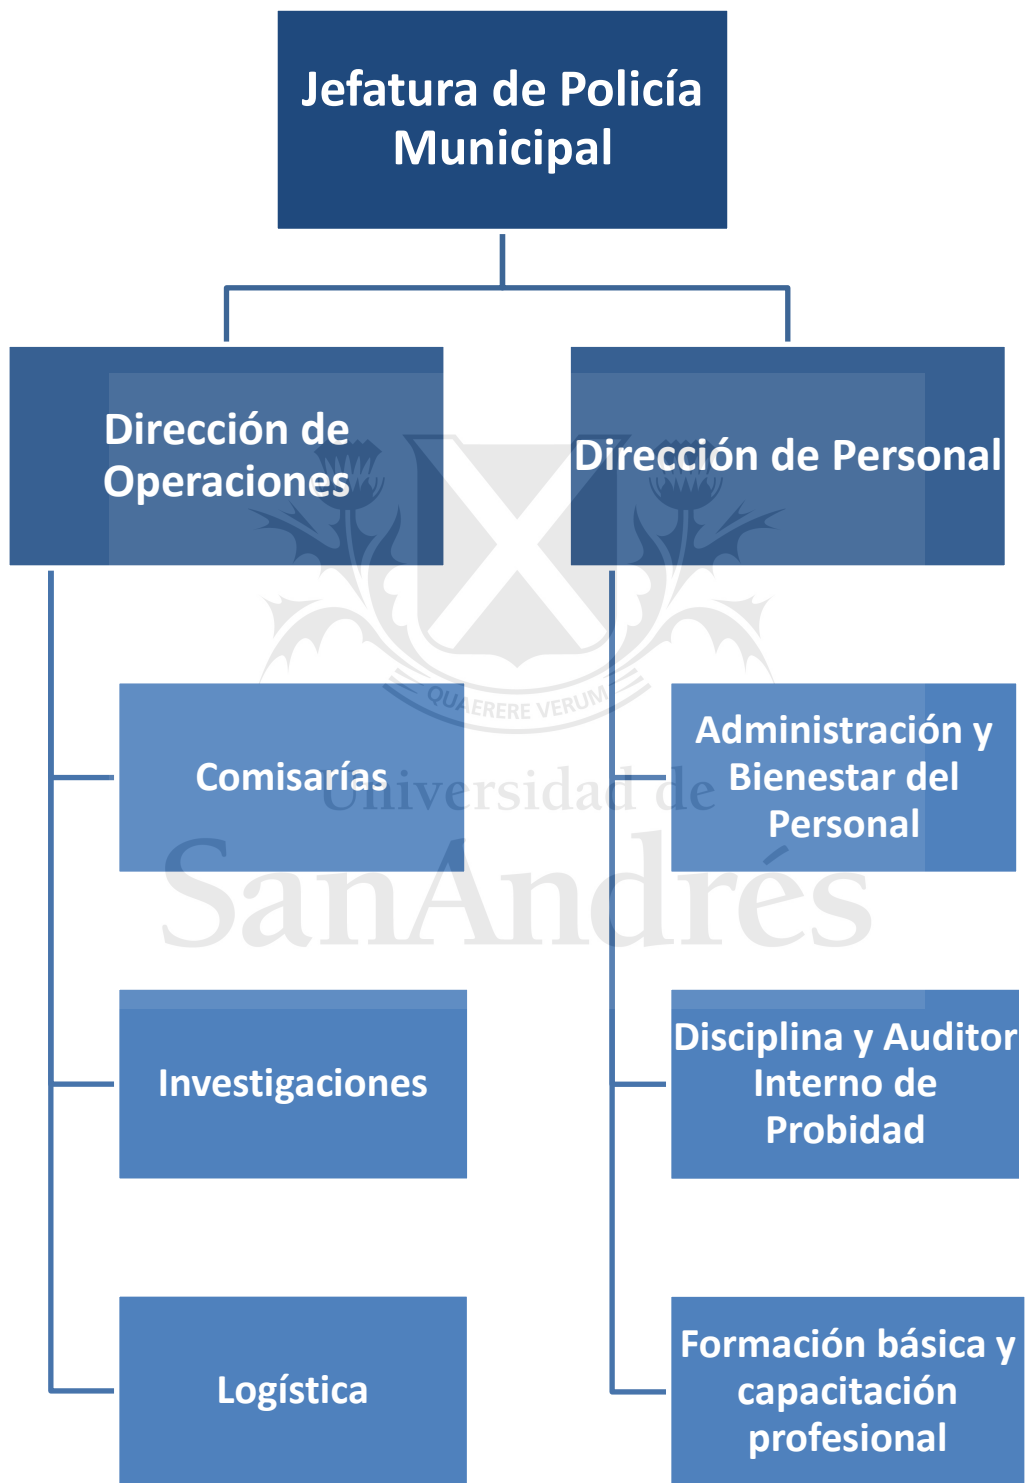 Jefatura de Policía
Municipal
Dirección de
Operaciones
Dirección de Personal
QUAERERE VERUM
Universidad de
SanAndrés
Comisarías
Administración y
Bienestar del
Personal
Investigaciones
Disciplina y Auditor
Interno de
Probidad
Logística
Formación básica y
capacitación
profesional